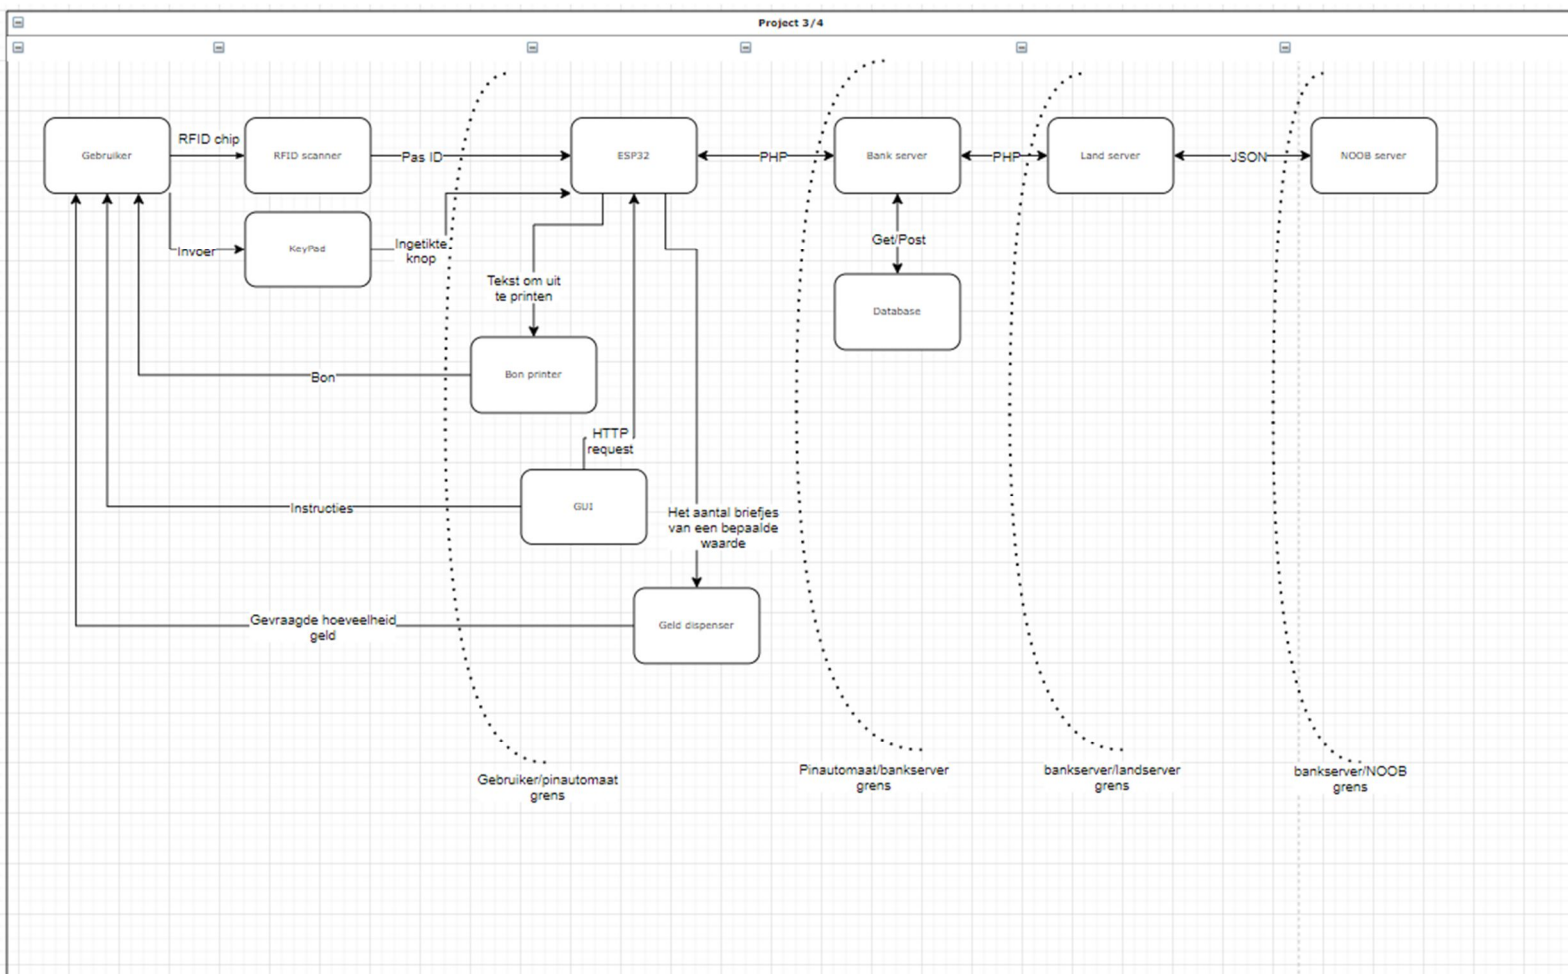 Project 3/4
Gebruiker
RFID chip
RFID scanner
Pas ID
ESP32
PHP
Bank server
PHP
Land server
JSON
NOOB server
Invoer
KeyPad
Ingetikte
knop
Get/Post
Database
Tekst om uit
te printen
Bon
Bon printer
HTTP
request
Instructies
GUI
Het aantal briefjes
van een bepaalde
waarde
Gevraagde hoeveelheid
geld
Geld dispenser
Gebruiker/pinautomaat
grens
Pinautomaat/bankserver
grens
bankserver/landserver
grens
bankserver/NOOB
grens